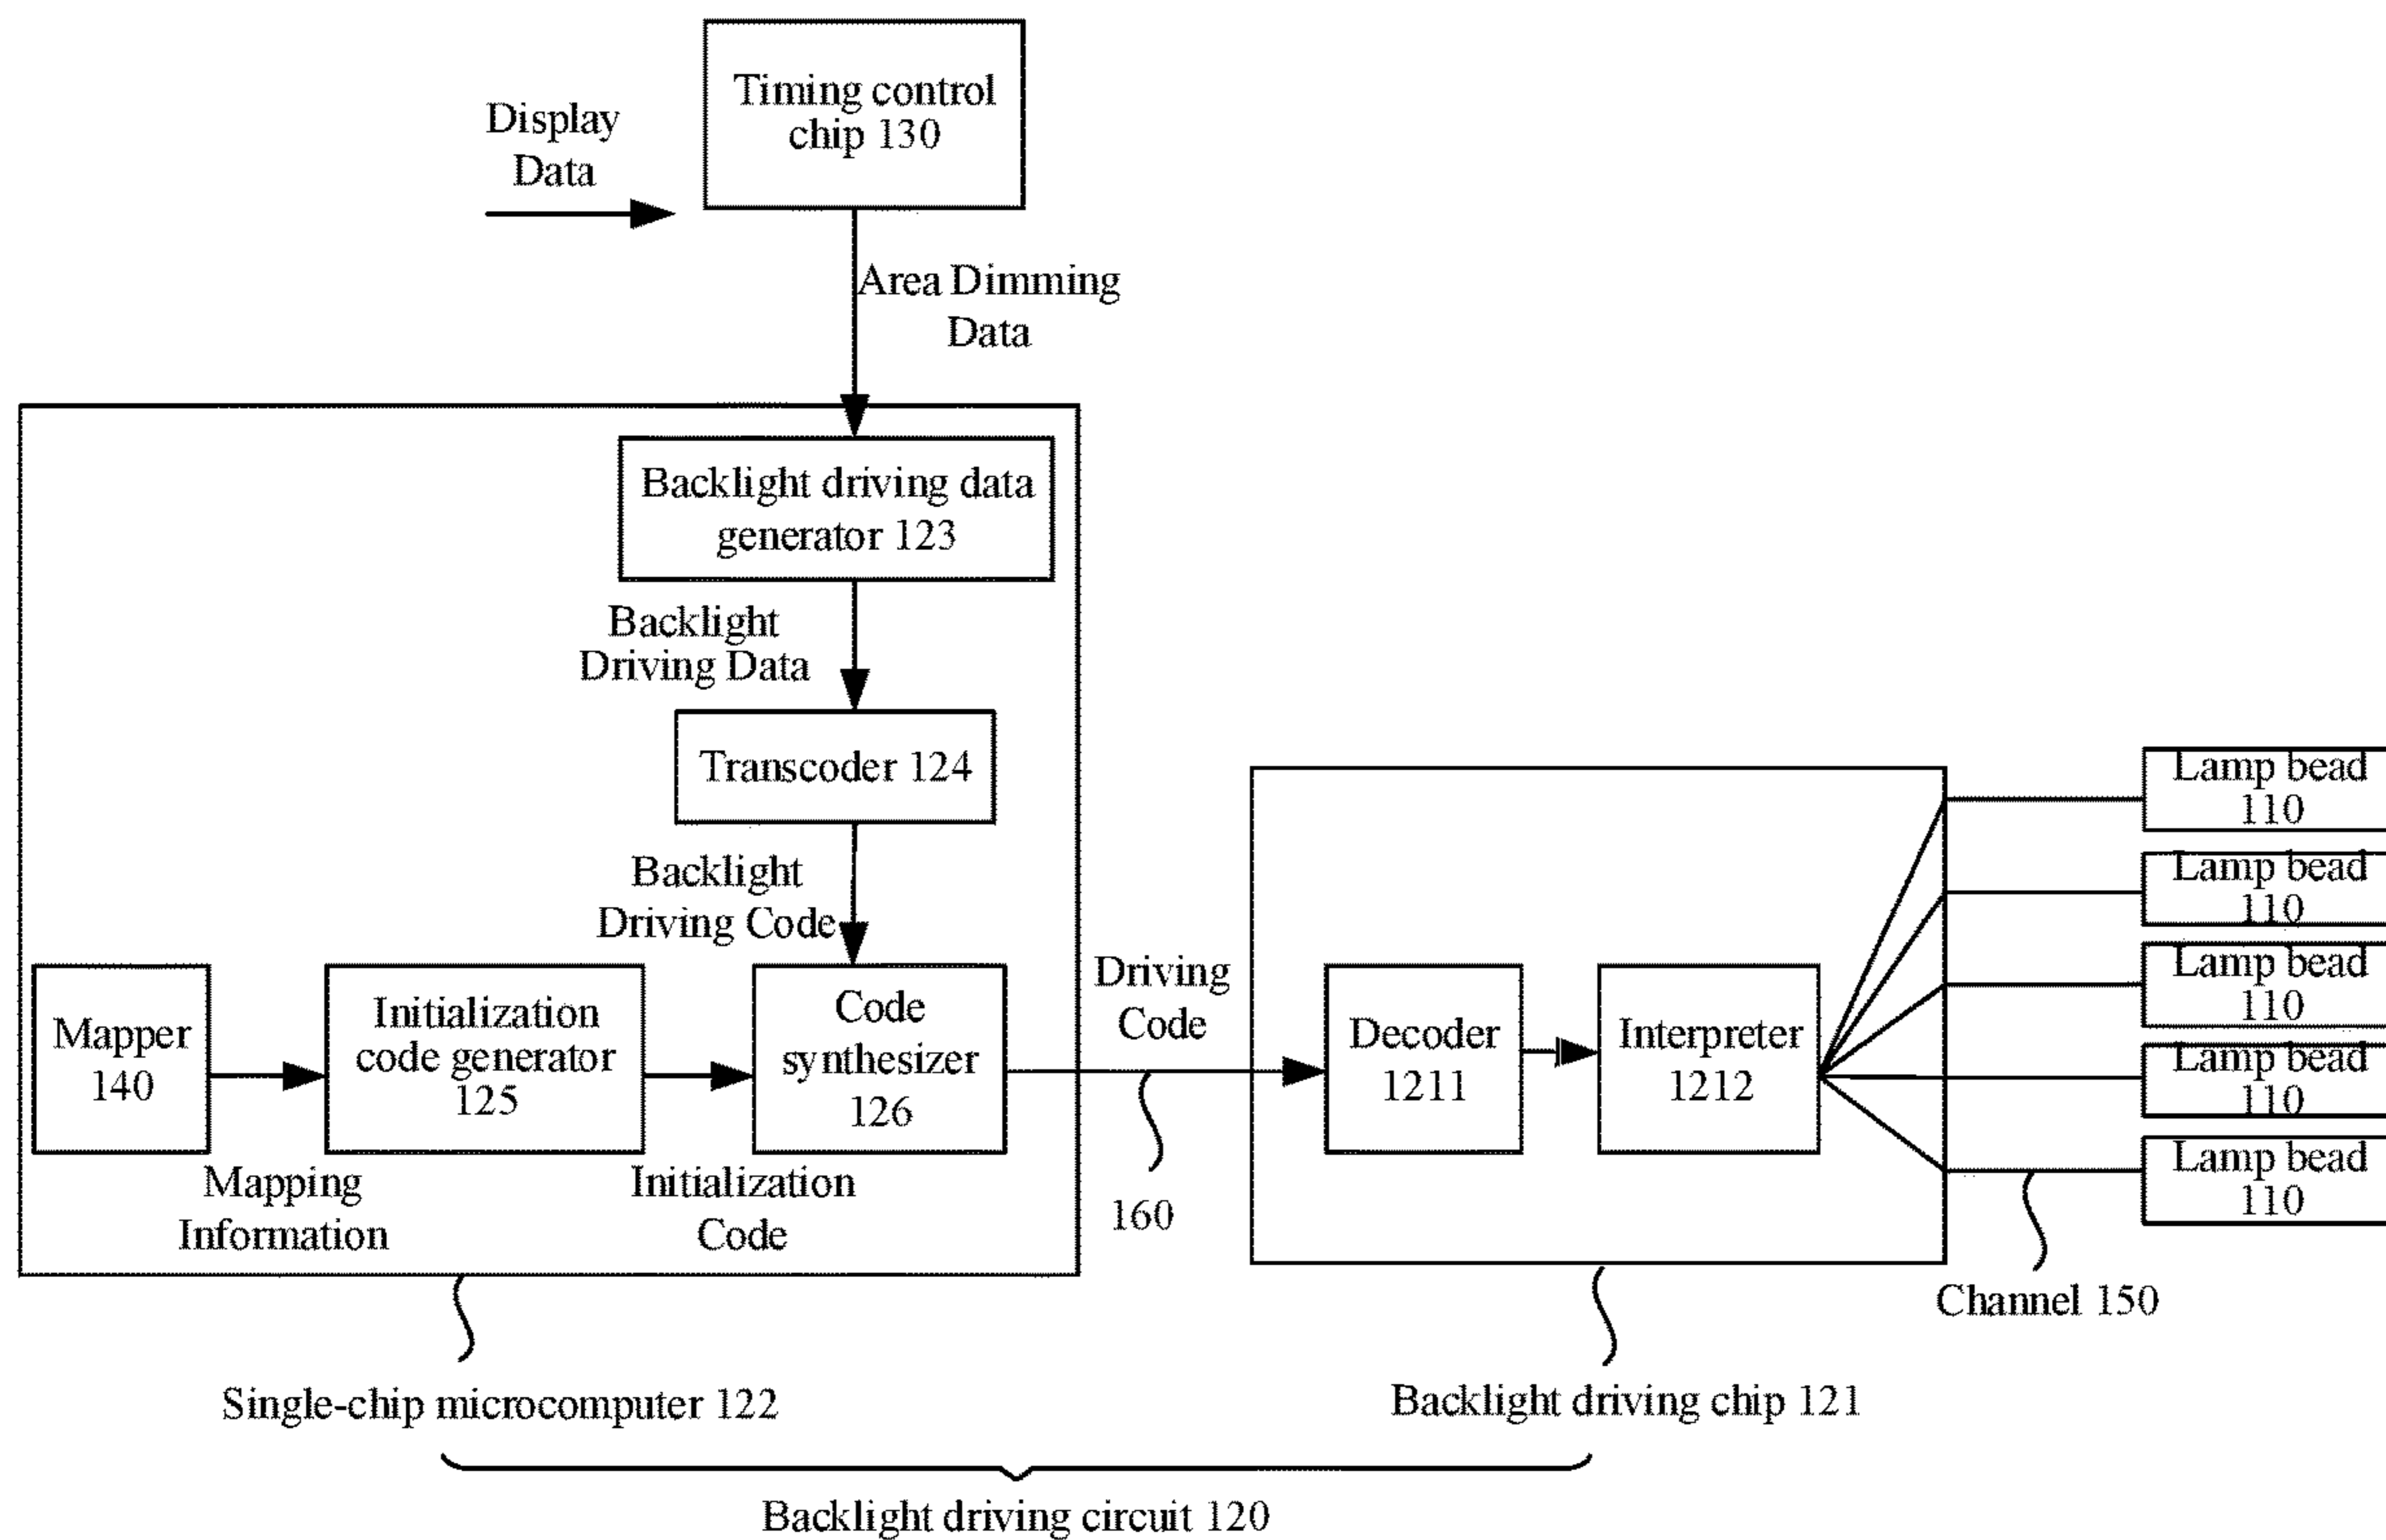 Timing control
chip 130
Display
Data
Area Dimming
Data
Backlight driving data
generator 123
Backlight
Driving Data
Transcoder 124
Backlight
Driving Code
Mapper
140
Initialization
code generator
125
Code
synthesizer
126
Mapping
Information
Initialization
Code
Driving
Code
160
Decoder
1211
Interpreter
1212
Lamp bead
110
Lamp bead
110
Lamp bead
110
Lamp bead
110
Lamp bead
110
Channel 150
Single-chip microcomputer 122
Backlight driving chip 121
Backlight driving circuit 120